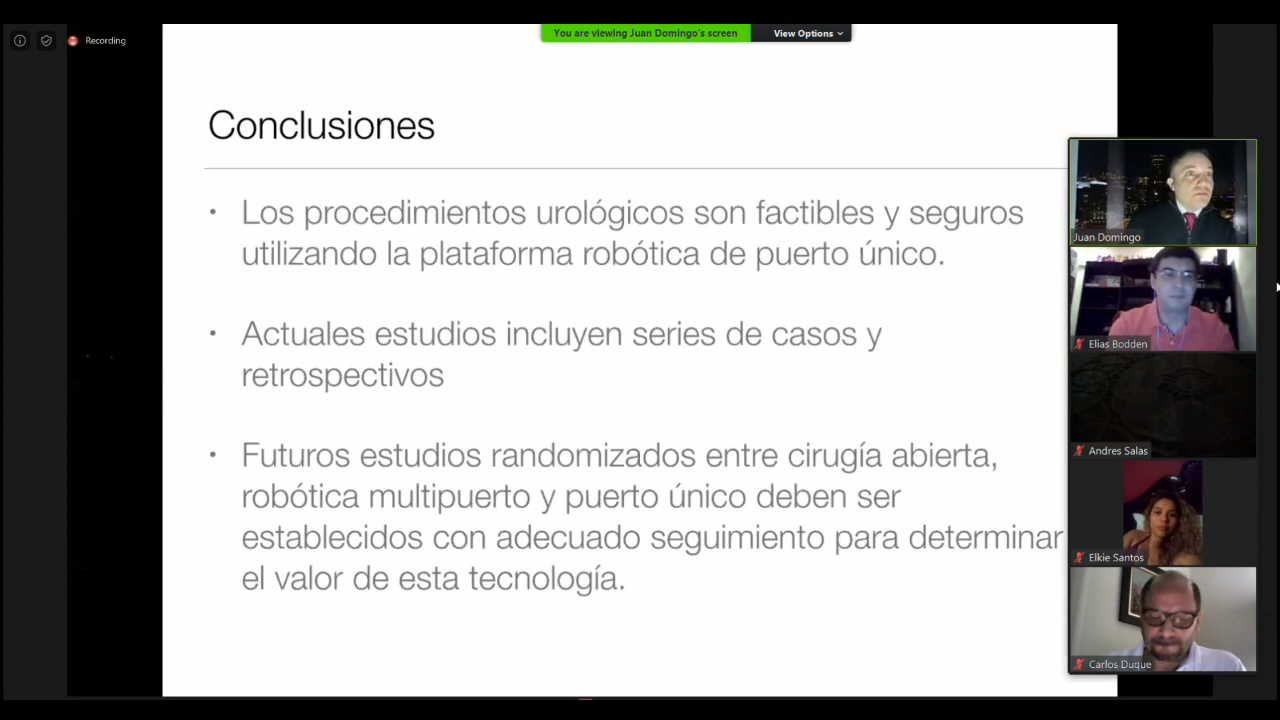 Recording
You are viewing Juan Domingo's screen
View Options
Conclusiones
• Los procedimientos urológicos son factibles y seguros
utilizando la plataforma robótica de puerto único.
• Actuales estudios incluyen series de casos y
retrospectivos
• Futuros estudios randomizados entre cirugía abierta,
robótica multipuerto y puerto único deben ser
establecidos con adecuado seguimiento para determinar
el valor de esta tecnología.
Juan Domingo
Elias Bodden
Andres Salas
Elkie Santos
Carlos Duque